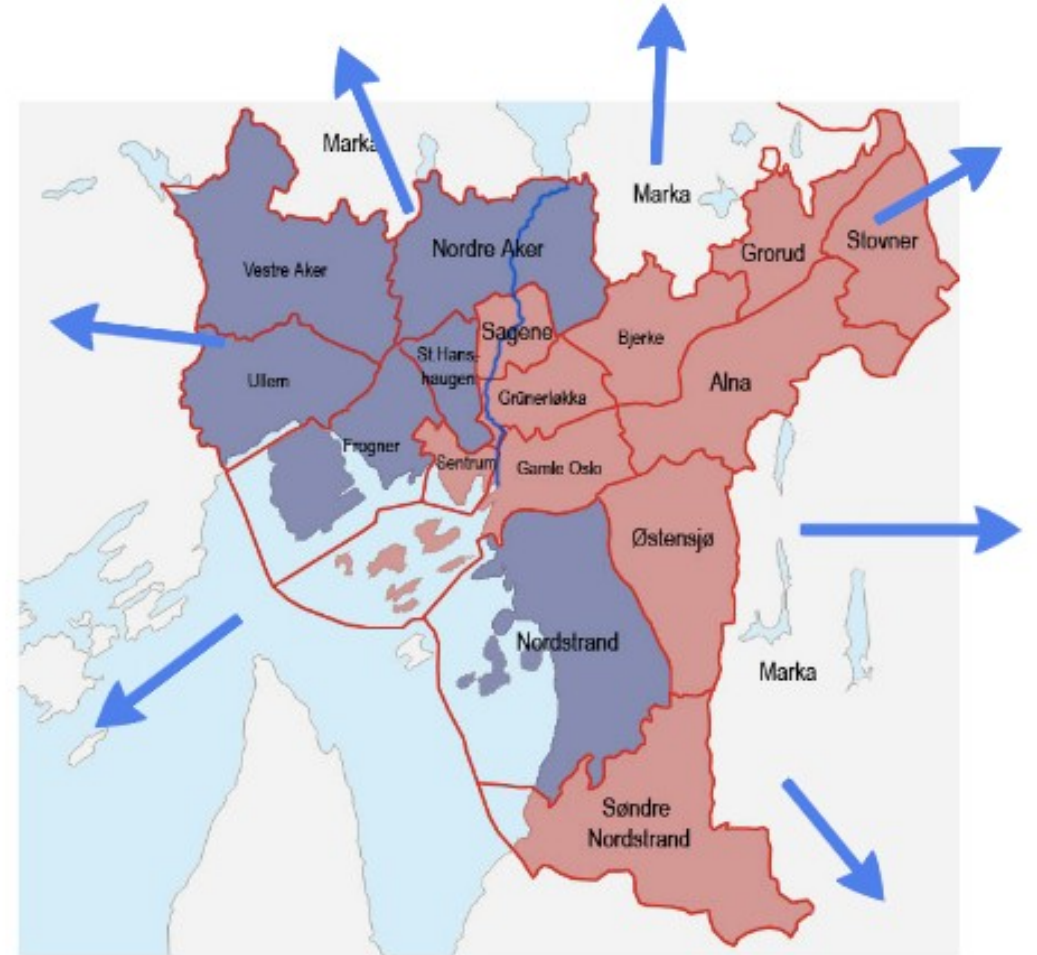 Marka
Marka
Nordre Aker
Grorud
Stovner
Vestre Aker
Sagene
Bjerke
St.Hans-
haugen
Ullern
Alna
Grünerløkka
Frogner
Sentrum
Gamle Oslo
Østensjø
Nordstrand
Marka
Søndre
Nordstrand